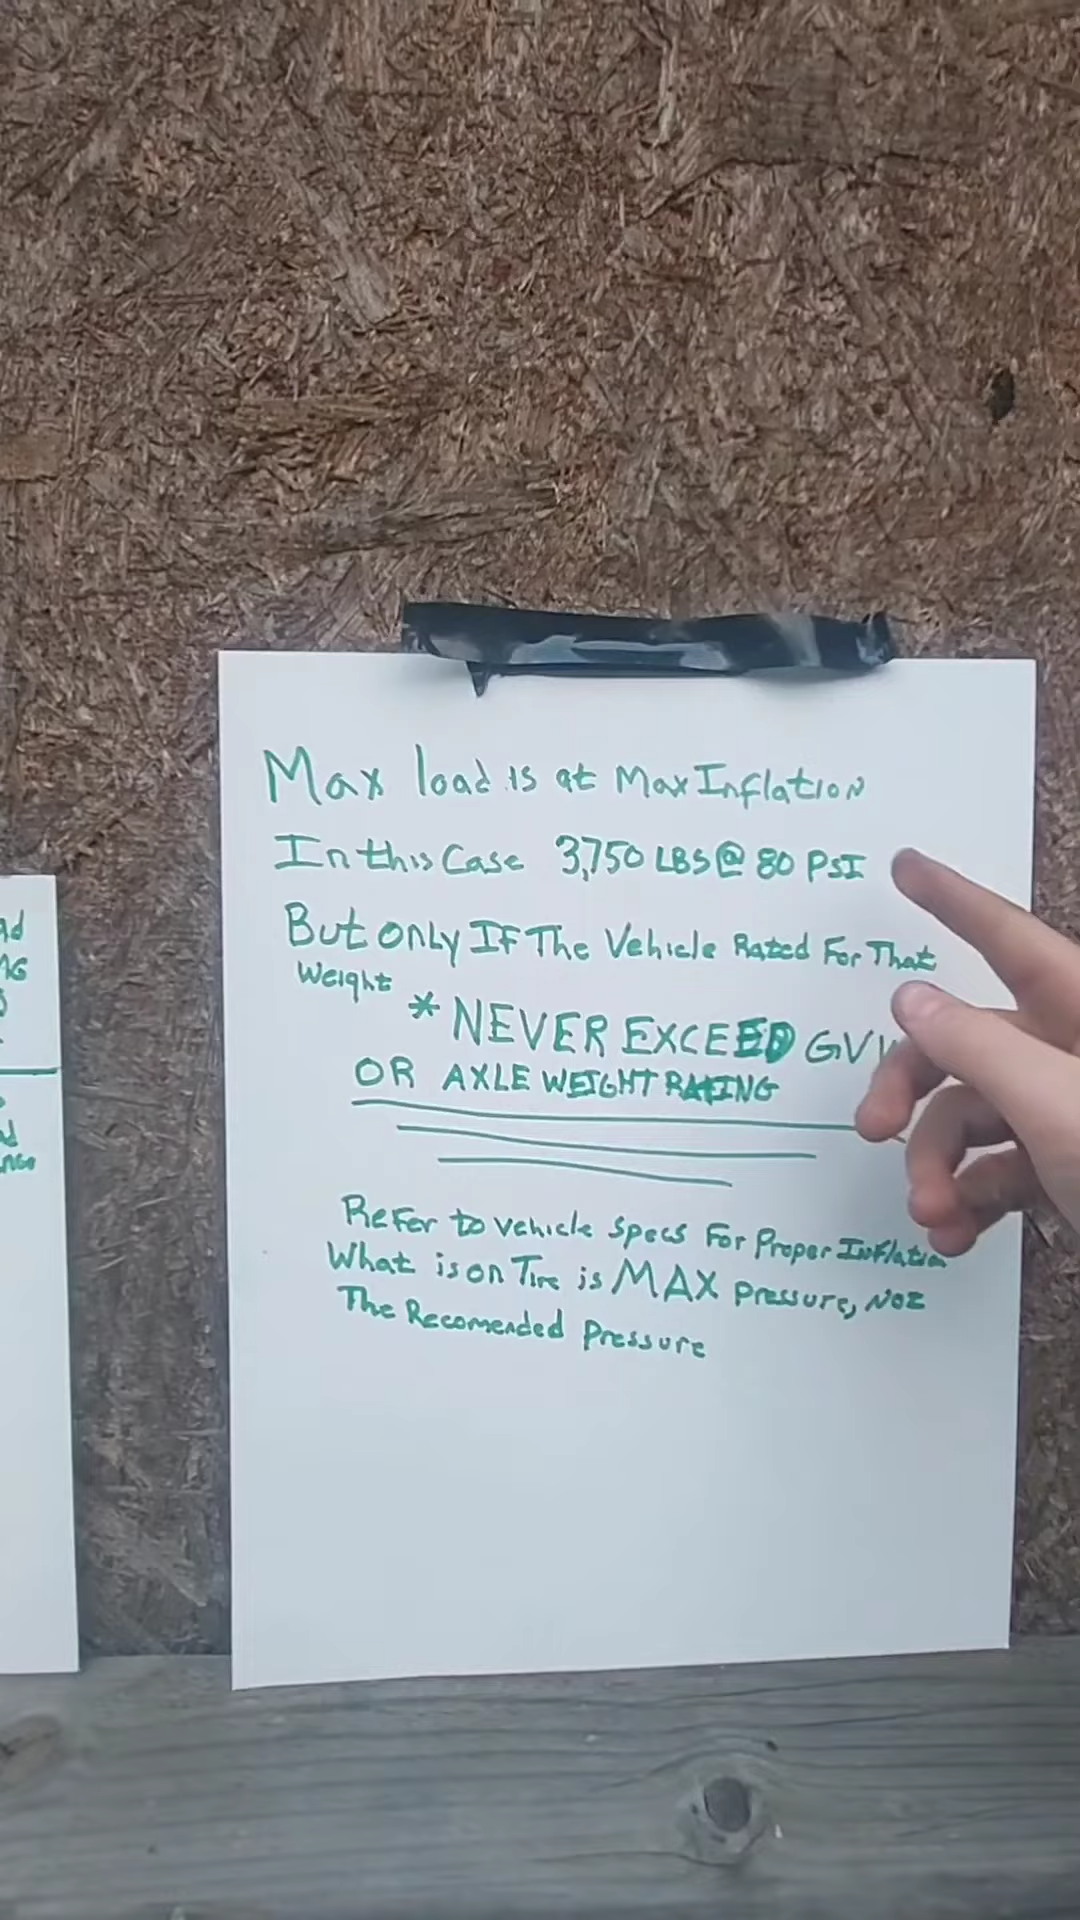 Max load is at Max Inflation
In this Case 3,750 LBS @ 80 PSI
But only IF The Vehicle Rated For That
Weight
* NEVER EXCEED
OR AXLE WEIGHT RATING
Refer to vehicle specs For Proper Inflation
What is on Tire is MAX pressure, Not
The Recomended Pressure